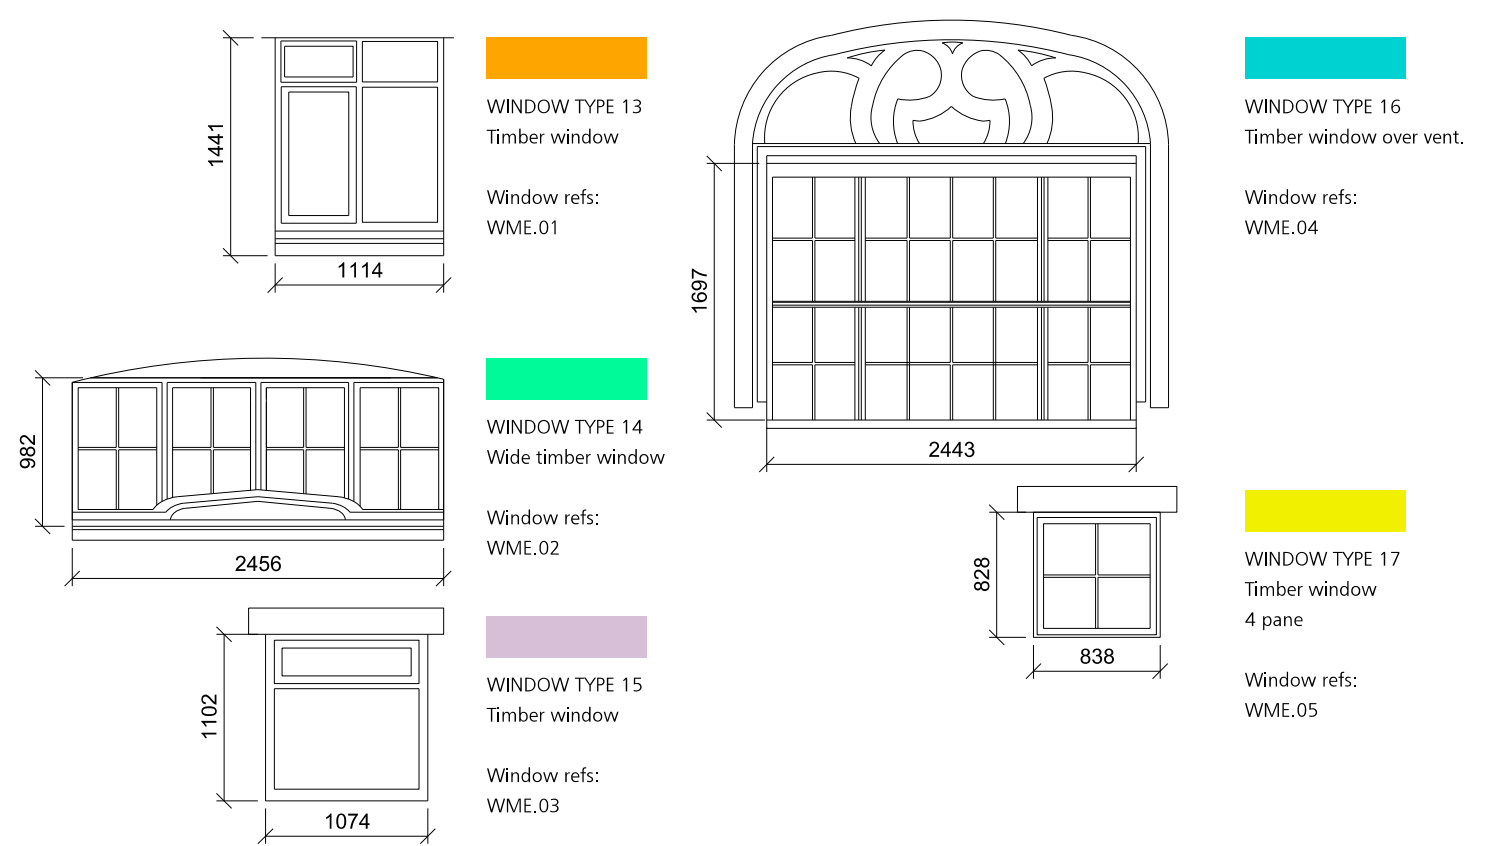 1441
1114
WINDOW TYPE 13
Timber window
Window refs:
WME.01
982
2456
WINDOW TYPE 14
Wide timber window
Window refs:
WME.02
1102
1074
WINDOW TYPE 15
Timber window
Window refs:
WME.03
1697
2443
WINDOW TYPE 16
Timber window over vent.
Window refs:
WME.04
828
838
WINDOW TYPE 17
Timber window
4 pane
Window refs:
WME.05